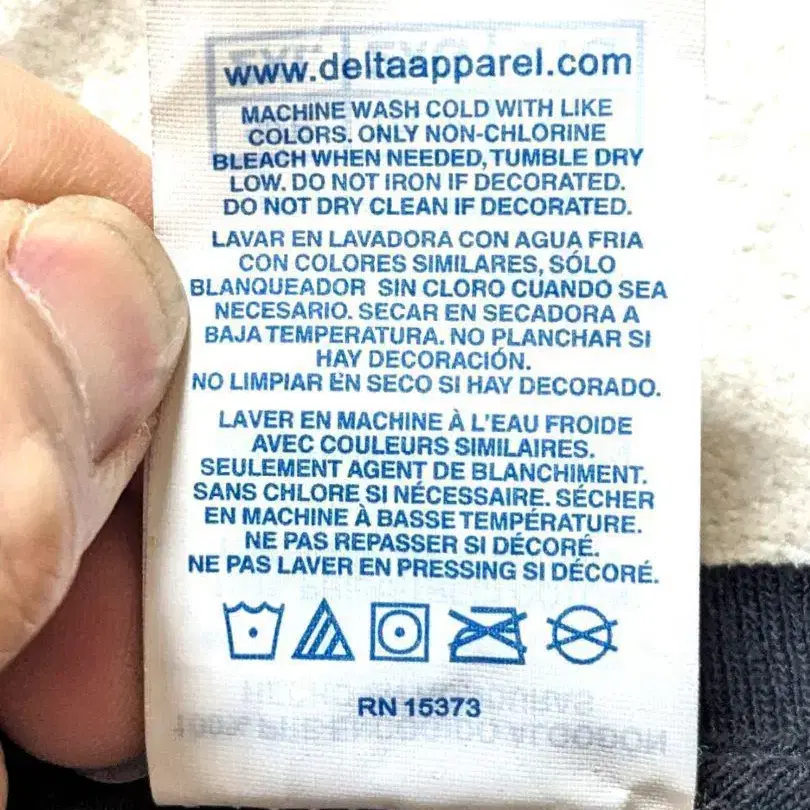 www.deltaapparel.com
MACHINE WASH COLD WITH LIKE
COLORS. ONLY NON-CHLORINE
BLEACH WHEN NEEDED, TUMBLE DRY
LOW. DO NOT IRON IF DECORATED.
DO NOT DRY CLEAN IF DECORATED.
LAVAR EN LAVADORA CON AGUA FRIA
CON COLORES SIMILARES, SÓLO
BLANQUEADOR SIN CLORO CUANDO SEA
NECESARIO. SECAR EN SECADORA A
BAJA TEMPERATURA. NO PLANCHAR SI
HAY DECORACIÓN.
NO LIMPIAR EN SECO SI HAY DECORADO.
LAVER EN MACHINE À L'EAU FROIDE
AVEC COULEURS SIMILAIRES.
SEULEMENT AGENT DE BLANCHIMENT.
SANS CHLORE SI NÉCESSAIRE. SÉCHER
EN MACHINE À BASSE TEMPÉRATURE.
NE PAS REPASSER SI DÉCORÉ.
NE PAS LAVER EN PRESSING SI DÉCORÉ.
RN 15373